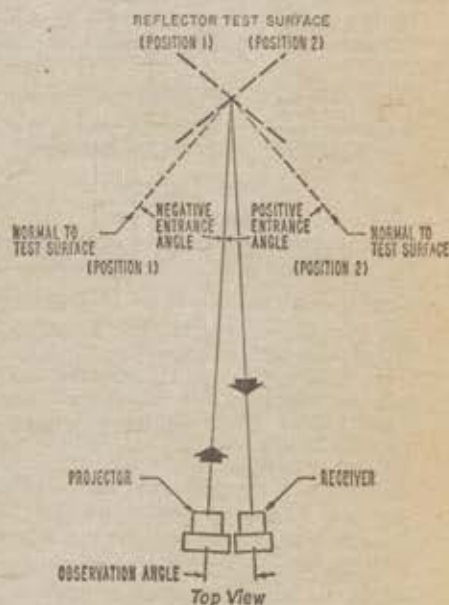 REFLECTOR TEST SURFACE
(POSITION 1) (POSITION 2)
NEGATIVE ENTRANCE ANGLE
POSITIVE ENTRANCE ANGLE
NORMAL TO TEST SURFACE
(POSITION 1)
NORMAL TO TEST SURFACE
(POSITION 2)
PROJECTOR
RECEIVER
OBSERVATION ANGLE
Top View